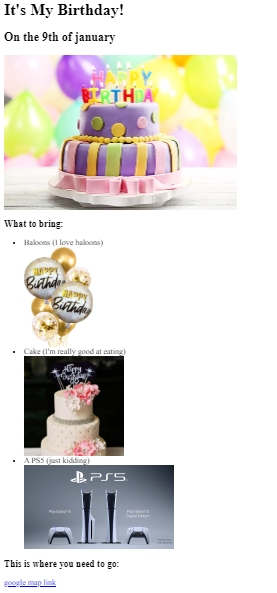 It's My Birthday!
On the 9th of january
HAPPY
BIRTHDAY
What to bring:
Baloons (I love baloons)
HAPPY
Birthday
HAPPY
Birthday
Cake (I'm really good at eating)
Happy
Birthday
A PS5 (just kidding)
PS5
This is where you need to go:
google map link